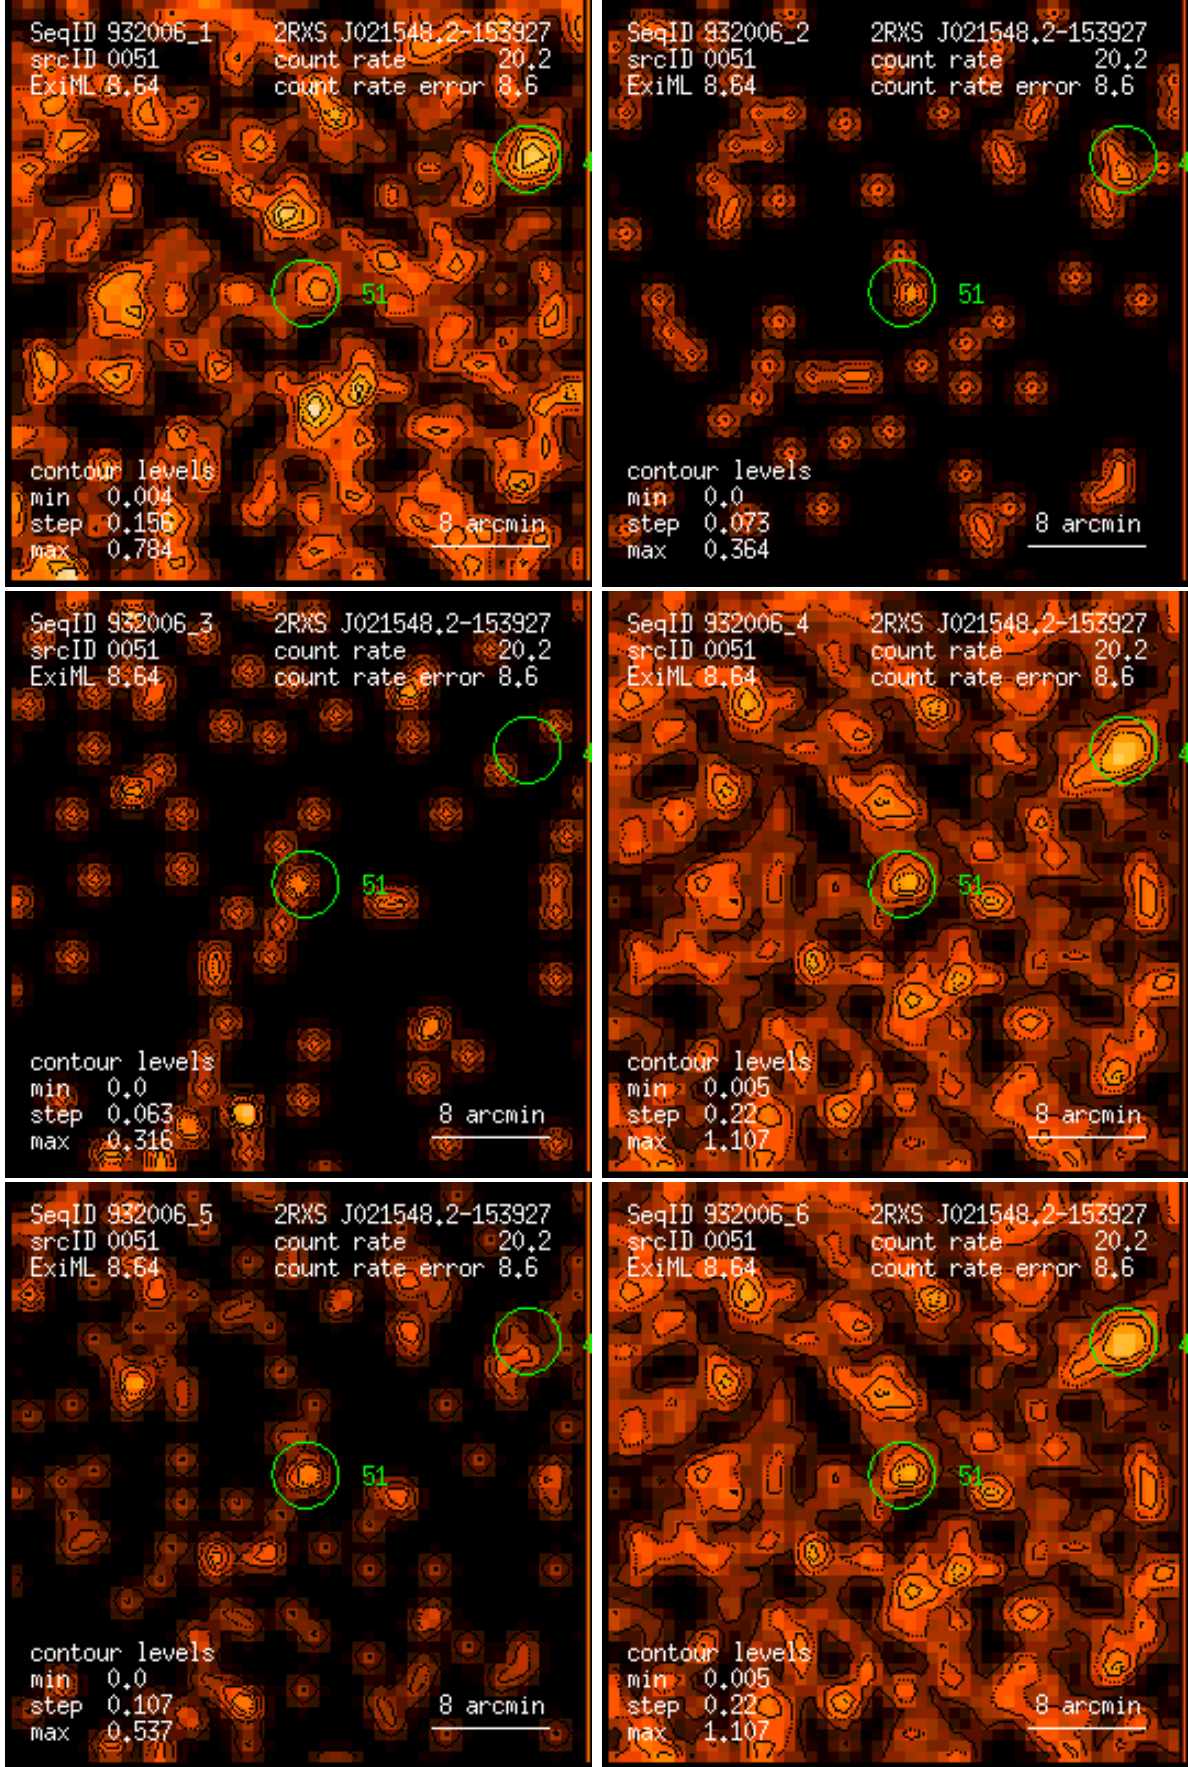 SeqID 932006_1 2RXS J021548.2-153927
srcID 0051 count rate 20.2
ExiML 8.64 count rate error 8.6
4
51
contour levels
min 0.004
step 0.156 8 arcmin
max 0.784
SeqID 932006_2 2RXS J021548.2-153927
srcID 0051 count rate 20.2
ExiML 8.64 count rate error 8.6
4
51
contour levels
min 0.0
step 0.073 8 arcmin
max 0.364
SeqID 932006_3 2RXS J021548.2-153927
srcID 0051 count rate 20.2
ExiML 8.64 count rate error 8.6
4
51
contour levels
min 0.0
step 0.063 8 arcmin
max 0.316
SeqID 932006_4 2RXS J021548.2-153927
srcID 0051 count rate 20.2
ExiML 8.64 count rate error 8.6
4
51
contour levels
min 0.005
step 0.22 8 arcmin
max 1.107
SeqID 932006_5 2RXS J021548.2-153927
srcID 0051 count rate 20.2
ExiML 8.64 count rate error 8.6
4
51
contour levels
min 0.0
step 0.107 8 arcmin
max 0.537
SeqID 932006_6 2RXS J021548.2-153927
srcID 0051 count rate 20.2
ExiML 8.64 count rate error 8.6
4
51
contour levels
min 0.005
step 0.22 8 arcmin
max 1.107